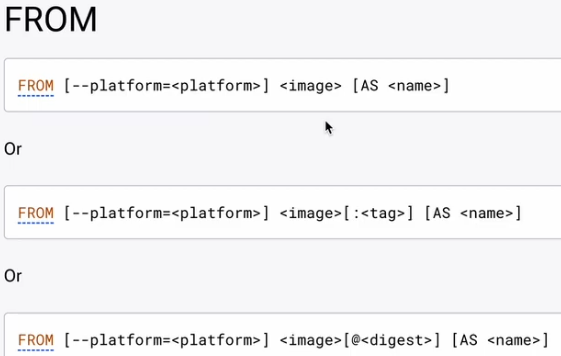 FROM
FROM [--platform=<platform>] <image> [AS <name>]
Or
FROM [--platform=<platform>] <image>[:<tag>] [AS <name>]
Or
FROM [--platform=<platform>] <image>[@<digest>] [AS <name>]